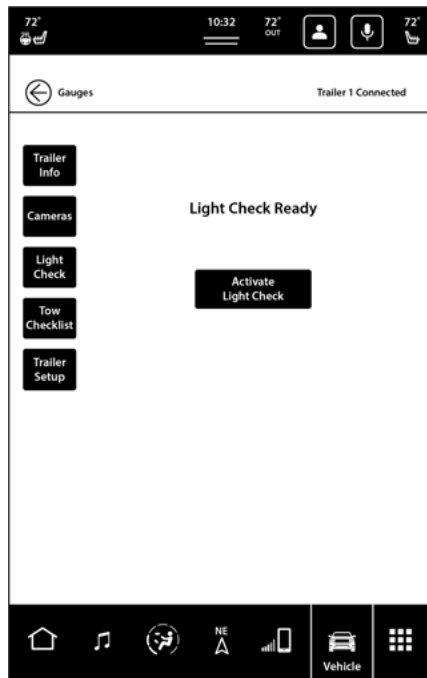 72°
10:32
72°
OUT
72°
Gauges
Trailer 1 Connected
Trailer
Info
Cameras
Light
Check
Tow
Checklist
Trailer
Setup
Light Check Ready
Activate
Light Check
NE
Vehicle